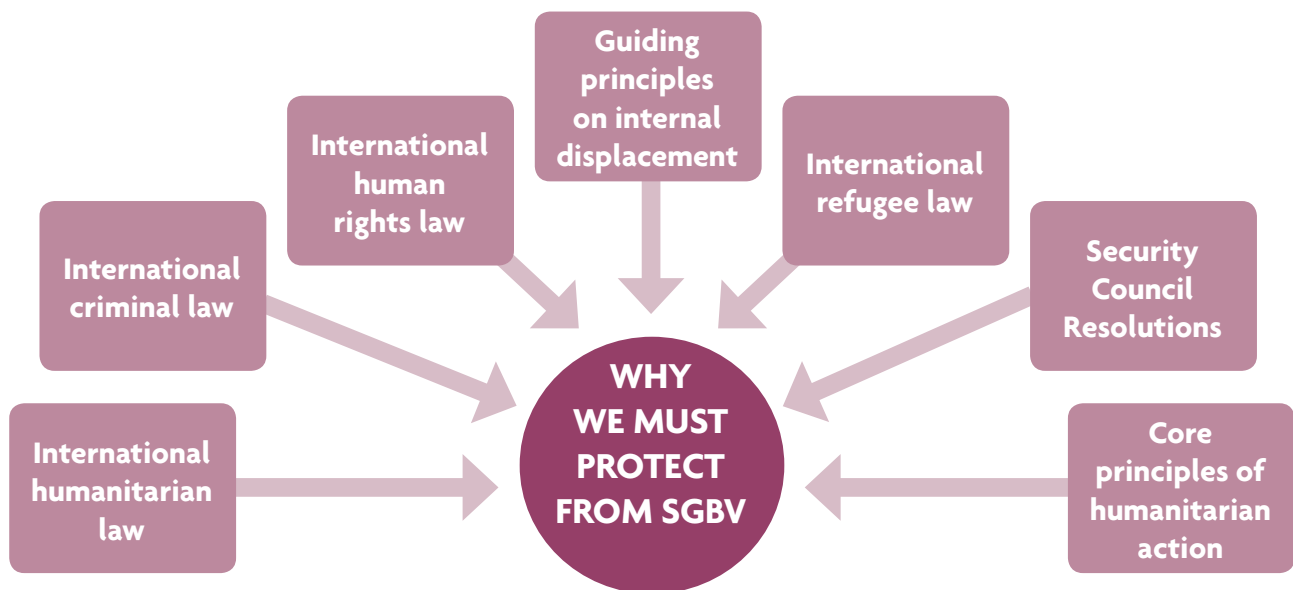 Guiding
principles
on internal
displacement
International
human
rights law
International
refugee law
International
criminal law
Security
Council
Resolutions
WHY
WE MUST
PROTECT
FROM SGBV
International
humanitarian
law
Core
principles of
humanitarian
action